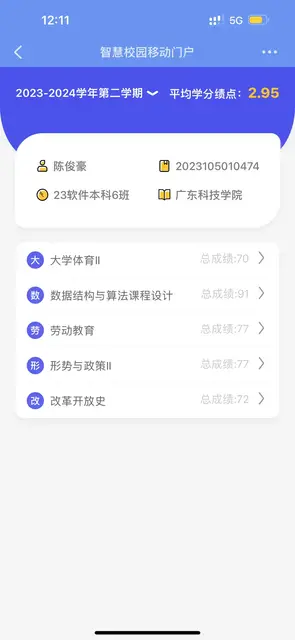 12:11 5G
智慧校园移动门户
2023-2024学年第二学期 平均学分绩点：2.95
陈俊豪 2023105010474
23软件本科6班 广东科技学院
大 大学体育II 总成绩:70
数 数据结构与算法课程设计 总成绩:91
劳 劳动教育 总成绩:77
形 形势与政策II 总成绩:77
改 改革开放史 总成绩:72